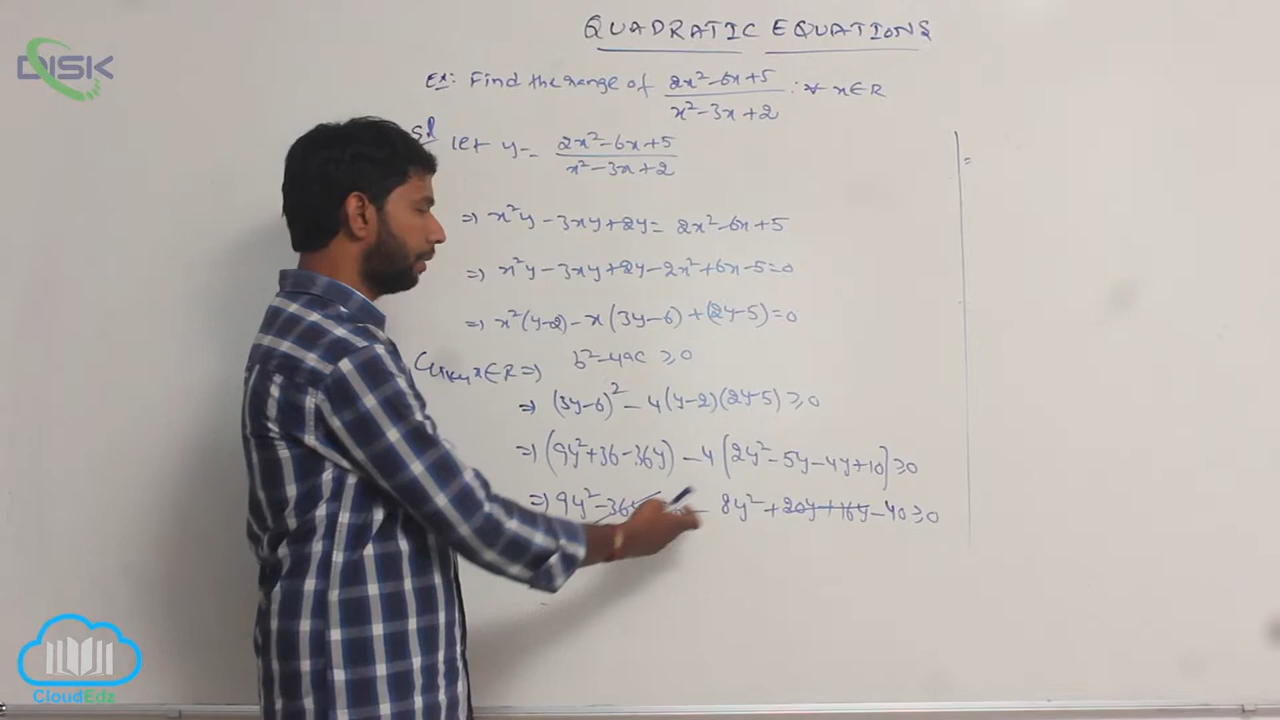 DISK
QUADRATIC EQUATIONS
Ex: Find the range of (2x²-6x+5)/(x²-3x+2) : ∀ x∈R
Sol
let y = (2x²-6x+5)/(x²-3x+2)
=
⇒ x²y - 3xy + 2y = 2x² - 6x + 5
⇒ x²y - 3xy + 2y - 2x² + 6x - 5 = 0
⇒ x²(y-2) - x(3y-6) + (2y-5) = 0
Given x∈R ⇒ b²-4ac ≥ 0
⇒ (3y-6)² - 4(y-2)(2y-5) ≥ 0
⇒ (9y²+36-36y) - 4[2y²-5y-4y+10] ≥ 0
⇒ 9y² - 36 - 8y² + 20y + 16y - 40 ≥ 0
CloudEdz